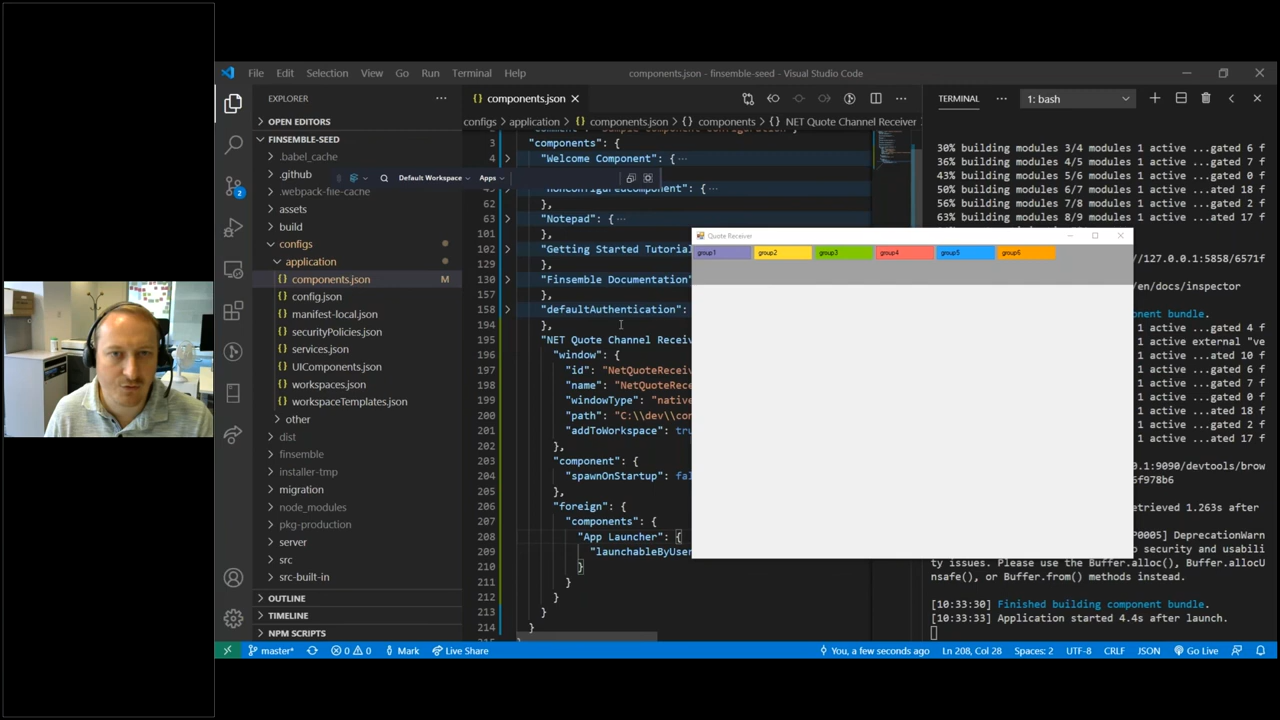 File Edit Selection View Go Run Terminal Help
components.json - finsemble-seed - Visual Studio Code
EXPLORER
OPEN EDITORS
FINSEMBLE-SEED
.babel_cache
.github
.webpack-file-cache
assets
build
configs
application
components.json M
config.json
manifest-local.json
securityPolicies.json
services.json
UIComponents.json
workspaces.json
workspaceTemplates.json
other
dist
finsemble
installer-tmp
migration
node_modules
pkg-production
server
src
src-built-in
OUTLINE
TIMELINE
NPM SCRIPTS
2
components.json
configs > application > components.json > components > NET Quote Channel Receiver
3 "components": {
4 "Welcome Component": {
Default Workspace Apps
62 },
63 "Notepad": {
101 },
102 "Getting Started Tutorial
129 },
130 "Finsemble Documentation"
157 },
158 "defaultAuthentication":
194 },
195 "NET Quote Channel Receiv
196 "window": {
197 "id": "NetQuoteReceiv
198 "name": "NetQuoteRece
199 "windowType": "native
200 "path": "C:\\dev\\con
201 "addToWorkspace": tru
202 },
203 "component": {
204 "spawnOnStartup": fal
205 },
206 "foreign": {
207 "components": {
208 "App Launcher": {
209 "launchableByUser
210 }
211 }
212 }
213 }
214 }
Quote Receiver
group1 group2 group3 group4 group5 group6
TERMINAL
1: bash
30% building modules 3/4 modules 1 active ...gated 6 f
36% building modules 4/5 modules 1 active ...gated 7 f
43% building modules 5/6 modules 1 active ...gated 0 f
50% building modules 6/7 modules 1 active ...ated 18 f
56% building modules 7/8 modules 1 active ...gated 2 f
63% building modules 8/9 modules 1 active ...ated 17 f
//127.0.0.1:5858/6571f
/en/docs/inspector
ponent bundle.
1 active ...gated 4 f
1 active external "ve
1 active ...ated 10 f
1 active ...gated 6 f
1 active ...gated 7 f
1 active ...gated 0 f
1 active ...ated 18 f
1 active ...gated 2 f
1 active ...ated 17 f
0.1:9090/devtools/brow
6f978b6
retrieved 1.263s after
P0005] DeprecationWarn
o security and usabili
ty issues. Please use the Buffer.alloc(), Buffer.allocU
nsafe(), or Buffer.from() methods instead.
[10:33:30] Finished building component bundle.
[10:33:33] Application started 4.4s after launch.
master* 0 0 Mark Live Share
You, a few seconds ago Ln 208, Col 28 Spaces: 2 UTF-8 CRLF JSON Go Live